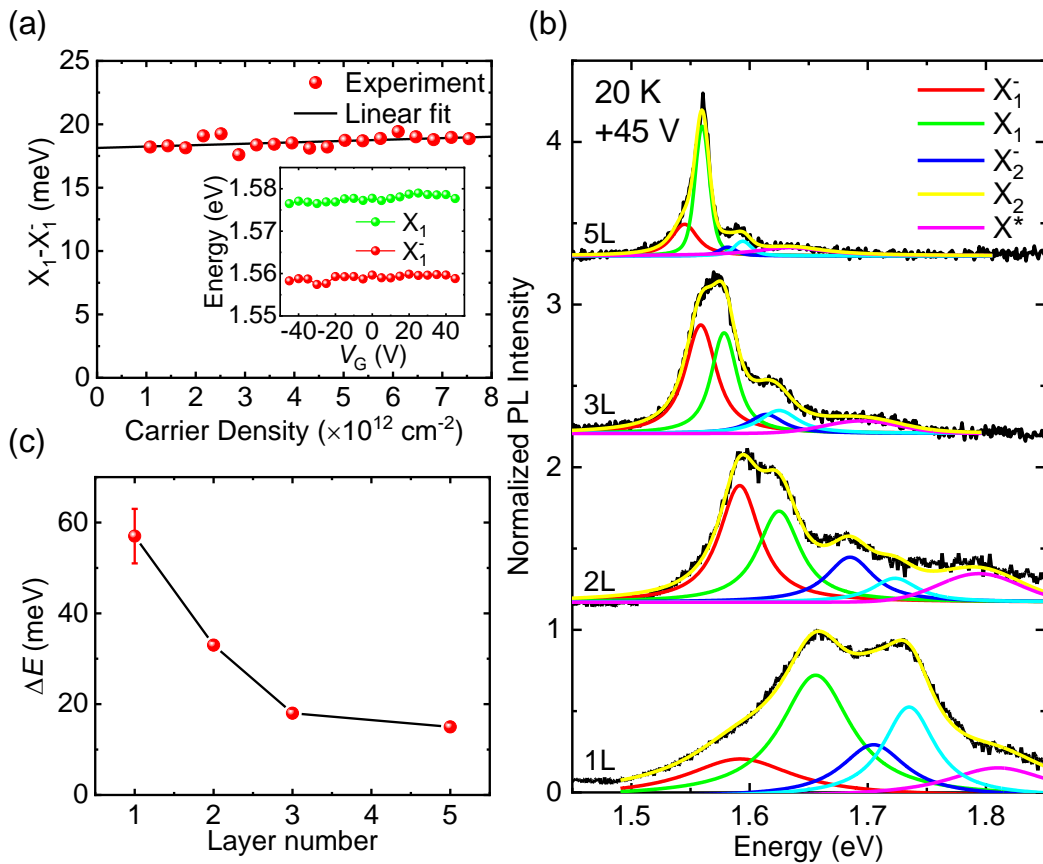 (a)
X₁-X₁⁻ (meV)
25
20
15
10
5
0
Experiment
Linear fit
Energy (eV)
1.58
1.57
1.56
1.55
X₁
X₁⁻
-40 -20 0 20 40
V_G (V)
0 1 2 3 4 5 6 7 8
Carrier Density (×10¹² cm⁻²)
(c)
ΔE (meV)
60
40
20
0
1 2 3 4 5
Layer number
(b)
20 K
+45 V
X₁⁻
X₁
X₂⁻
X₂
X*
5L
3L
2L
1L
Normalized PL Intensity
4
3
2
1
0
1.5 1.6 1.7 1.8
Energy (eV)